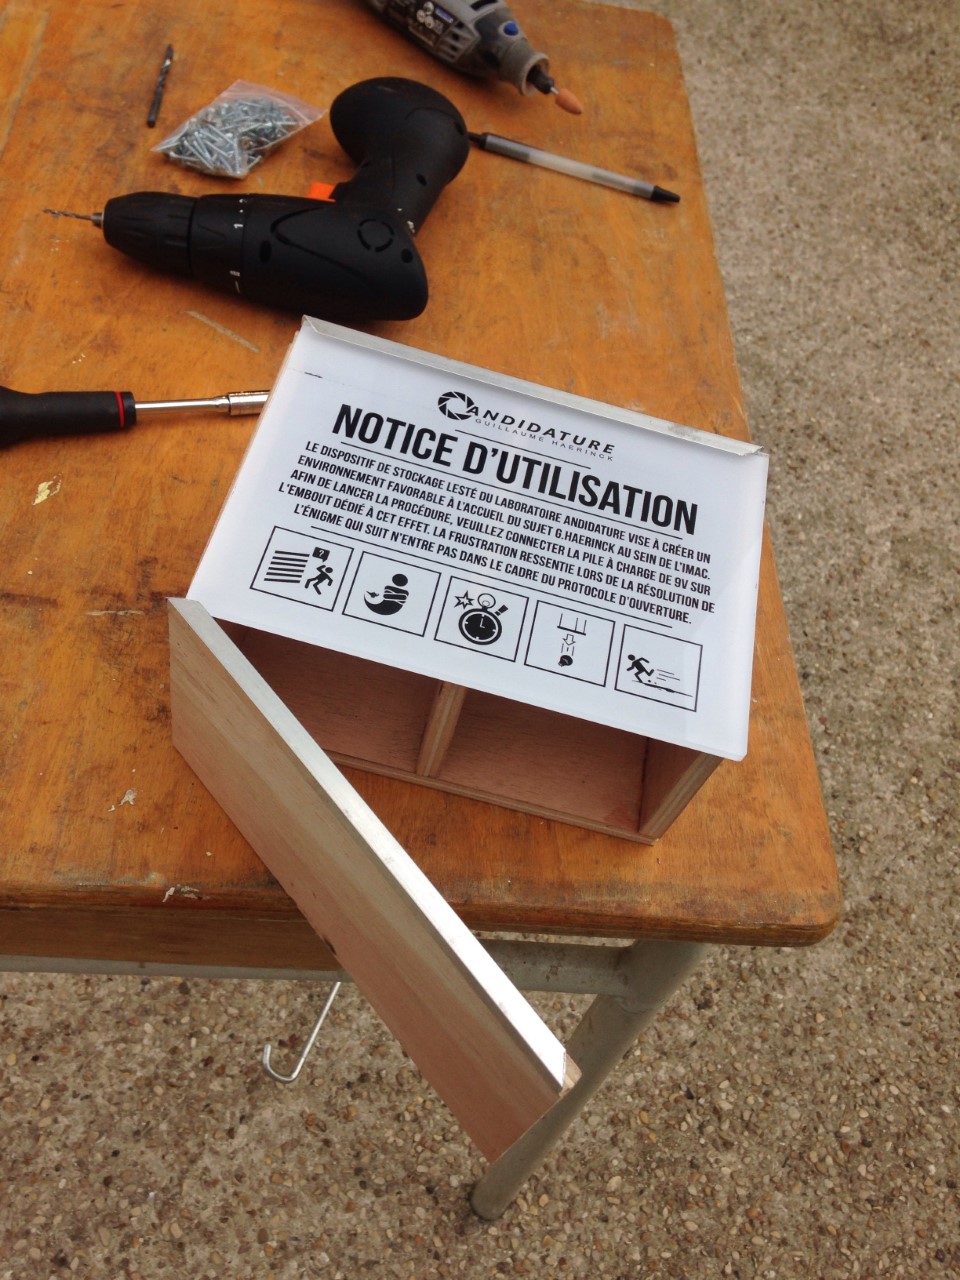 CANDIDATURE
GUILLAUME HAERINCK
NOTICE D'UTILISATION
LE DISPOSITIF DE STOCKAGE LESTÉ DU LABORATOIRE ANDIDATURE VISE À CRÉER UN
ENVIRONNEMENT FAVORABLE À L'ACCUEIL DU SUJET G.HAERINCK AU SEIN DE L'IMAC.
AFIN DE LANCER LA PROCÉDURE, VEUILLEZ CONNECTER LA PILE À CHARGE DE 9V SUR
L'EMBOUT DÉDIÉ À CET EFFET. LA FRUSTRATION RESSENTIE LORS DE LA RÉSOLUTION DE
L'ÉNIGME QUI SUIT N'ENTRE PAS DANS LE CADRE DU PROTOCOLE D'OUVERTURE.
?